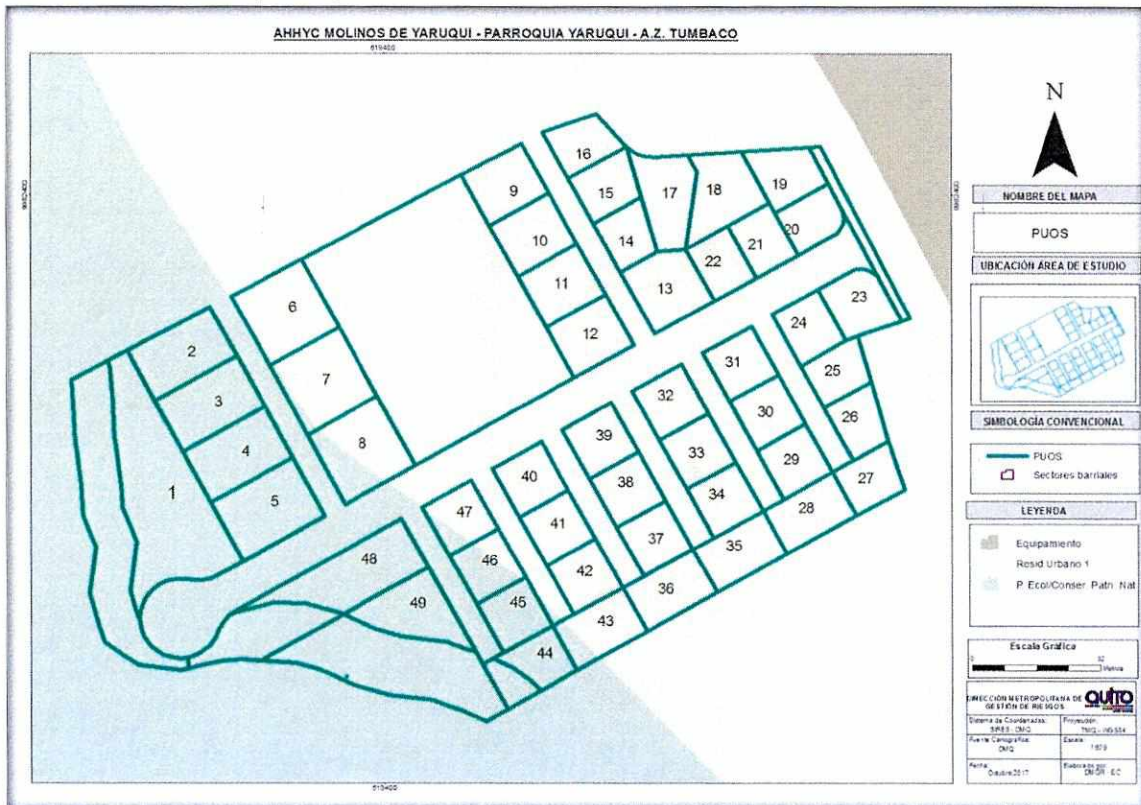 AHHYC MOLINOS DE YARUQUI - PARROQUIA YARUQUI - A.Z. TUMBACO
519400
16
15
14
13
17
18
19
20
21
22
9
10
11
12
6
7
8
2
3
4
5
1
23
24
25
26
27
28
29
30
31
32
33
34
35
36
37
38
39
40
41
42
43
44
45
46
47
48
49
N
NOMBRE DEL MAPA
PUOS
UBICACIÓN ÁREA DE ESTUDIO
SIMBOLOGÍA CONVENCIONAL
PUOS
Sectores barriales
LEYENDA
Equipamiento
Resid Urbano 1
P. Ecol/Conser. Patri. Nat
Escala Gráfica
0
Metros
DIRECCIÓN METROPOLITANA DE
GESTIÓN DE RIESGOS
QUITO
Sistema de Coordenadas:
SIRES - DMQ
Proyección:
Fuente Cartográfica:
DMQ
Escala:
Fecha:
Octubre 2017
Elaborado por: